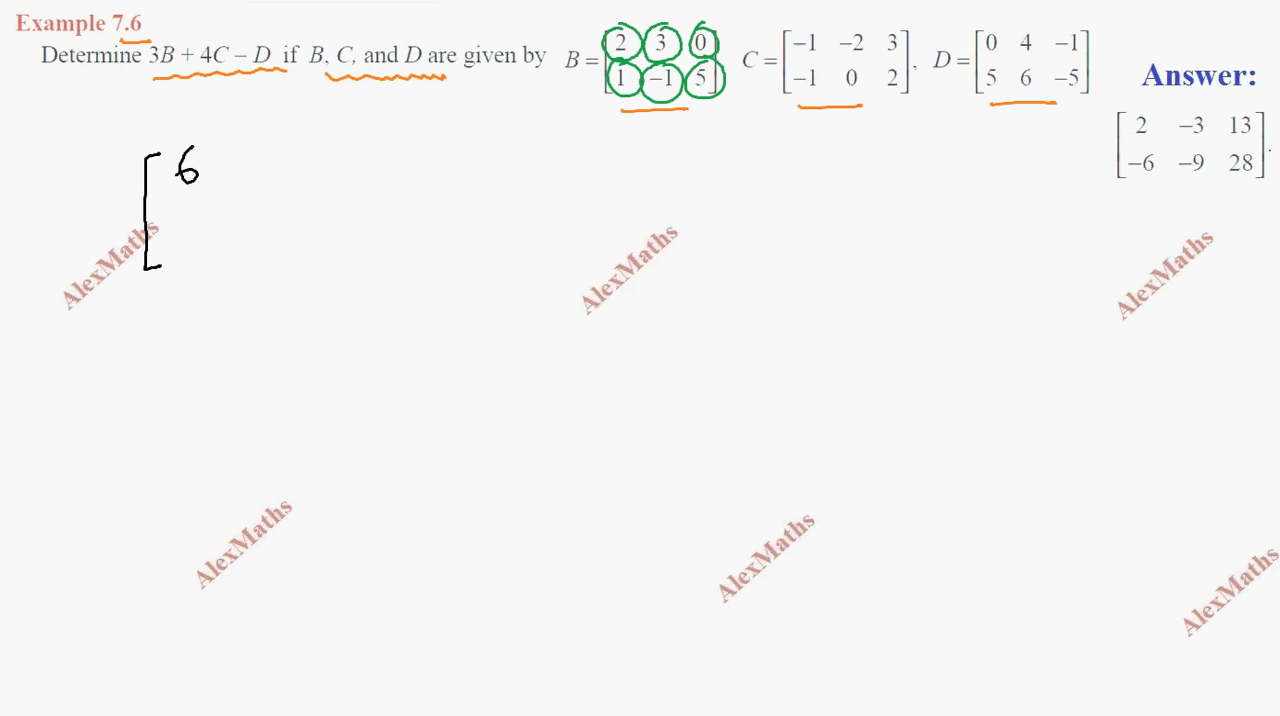 Example 7.6
Determine 3B + 4C − D if B, C, and D are given by B = [2 3 0; 1 −1 5] C = [−1 −2 3; −1 0 2], D = [0 4 −1; 5 6 −5]
Answer:
[2 −3 13
−6 −9 28].
[ 6
AlexMaths
AlexMaths
AlexMaths
AlexMaths
AlexMaths
AlexMaths